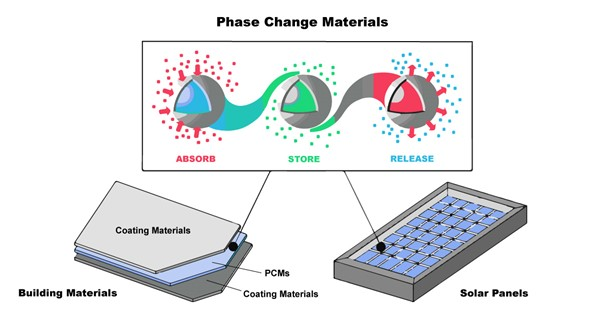 Phase Change Materials
ABSORB
STORE
RELEASE
Coating Materials
PCMs
Coating Materials
Building Materials
Solar Panels